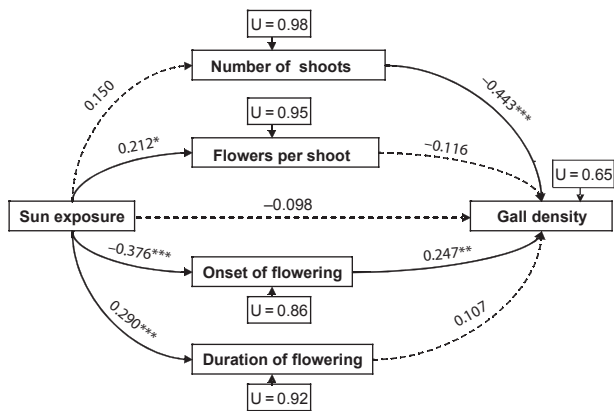 U = 0.98
Number of shoots
0.150
−0.443***
U = 0.95
0.212*
Flowers per shoot
−0.116
U = 0.65
Sun exposure
−0.098
Gall density
−0.376***
Onset of flowering
0.247**
U = 0.86
0.290***
0.107
Duration of flowering
U = 0.92